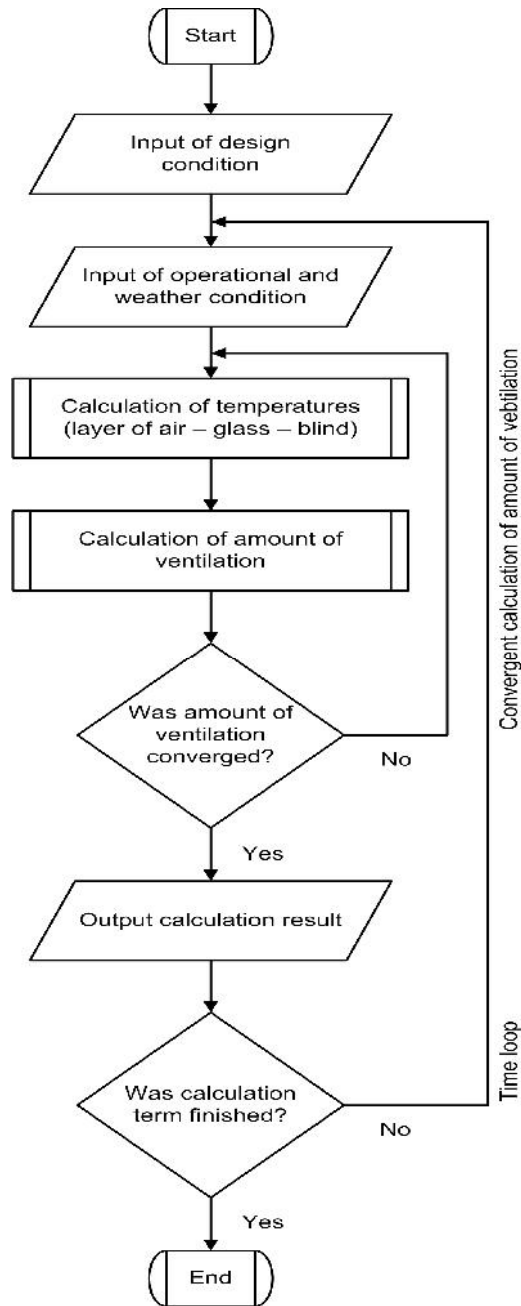 Start
Input of design
condition
Input of operational and
weather condition
Calculation of temperatures
(layer of air – glass – blind)
Calculation of amount of
ventilation
Was amount of
ventilation
converged?
No
Yes
Output calculation result
Was calculation
term finished?
No
Yes
End
Convergent calculation of amount of vebtilation
Time loop